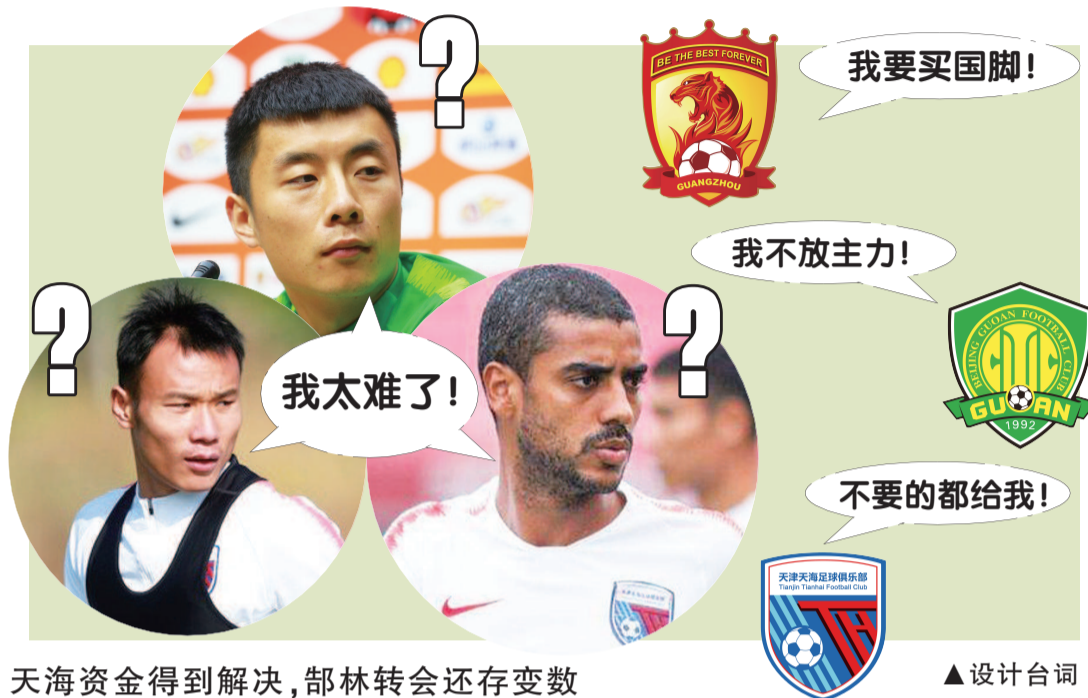 ?
BE THE BEST FOREVER
GUANGZHOU
我要买国脚!
我不放主力!
BEIJING GUOAN FOOTBALL CLUB
CITIC
GUOAN
1992
?
?
我太难了!
不要的都给我!
天津天海足球俱乐部
Tianjin Tianhai Football Club
TH
天海资金得到解决,郜林转会还存变数
▲设计台词